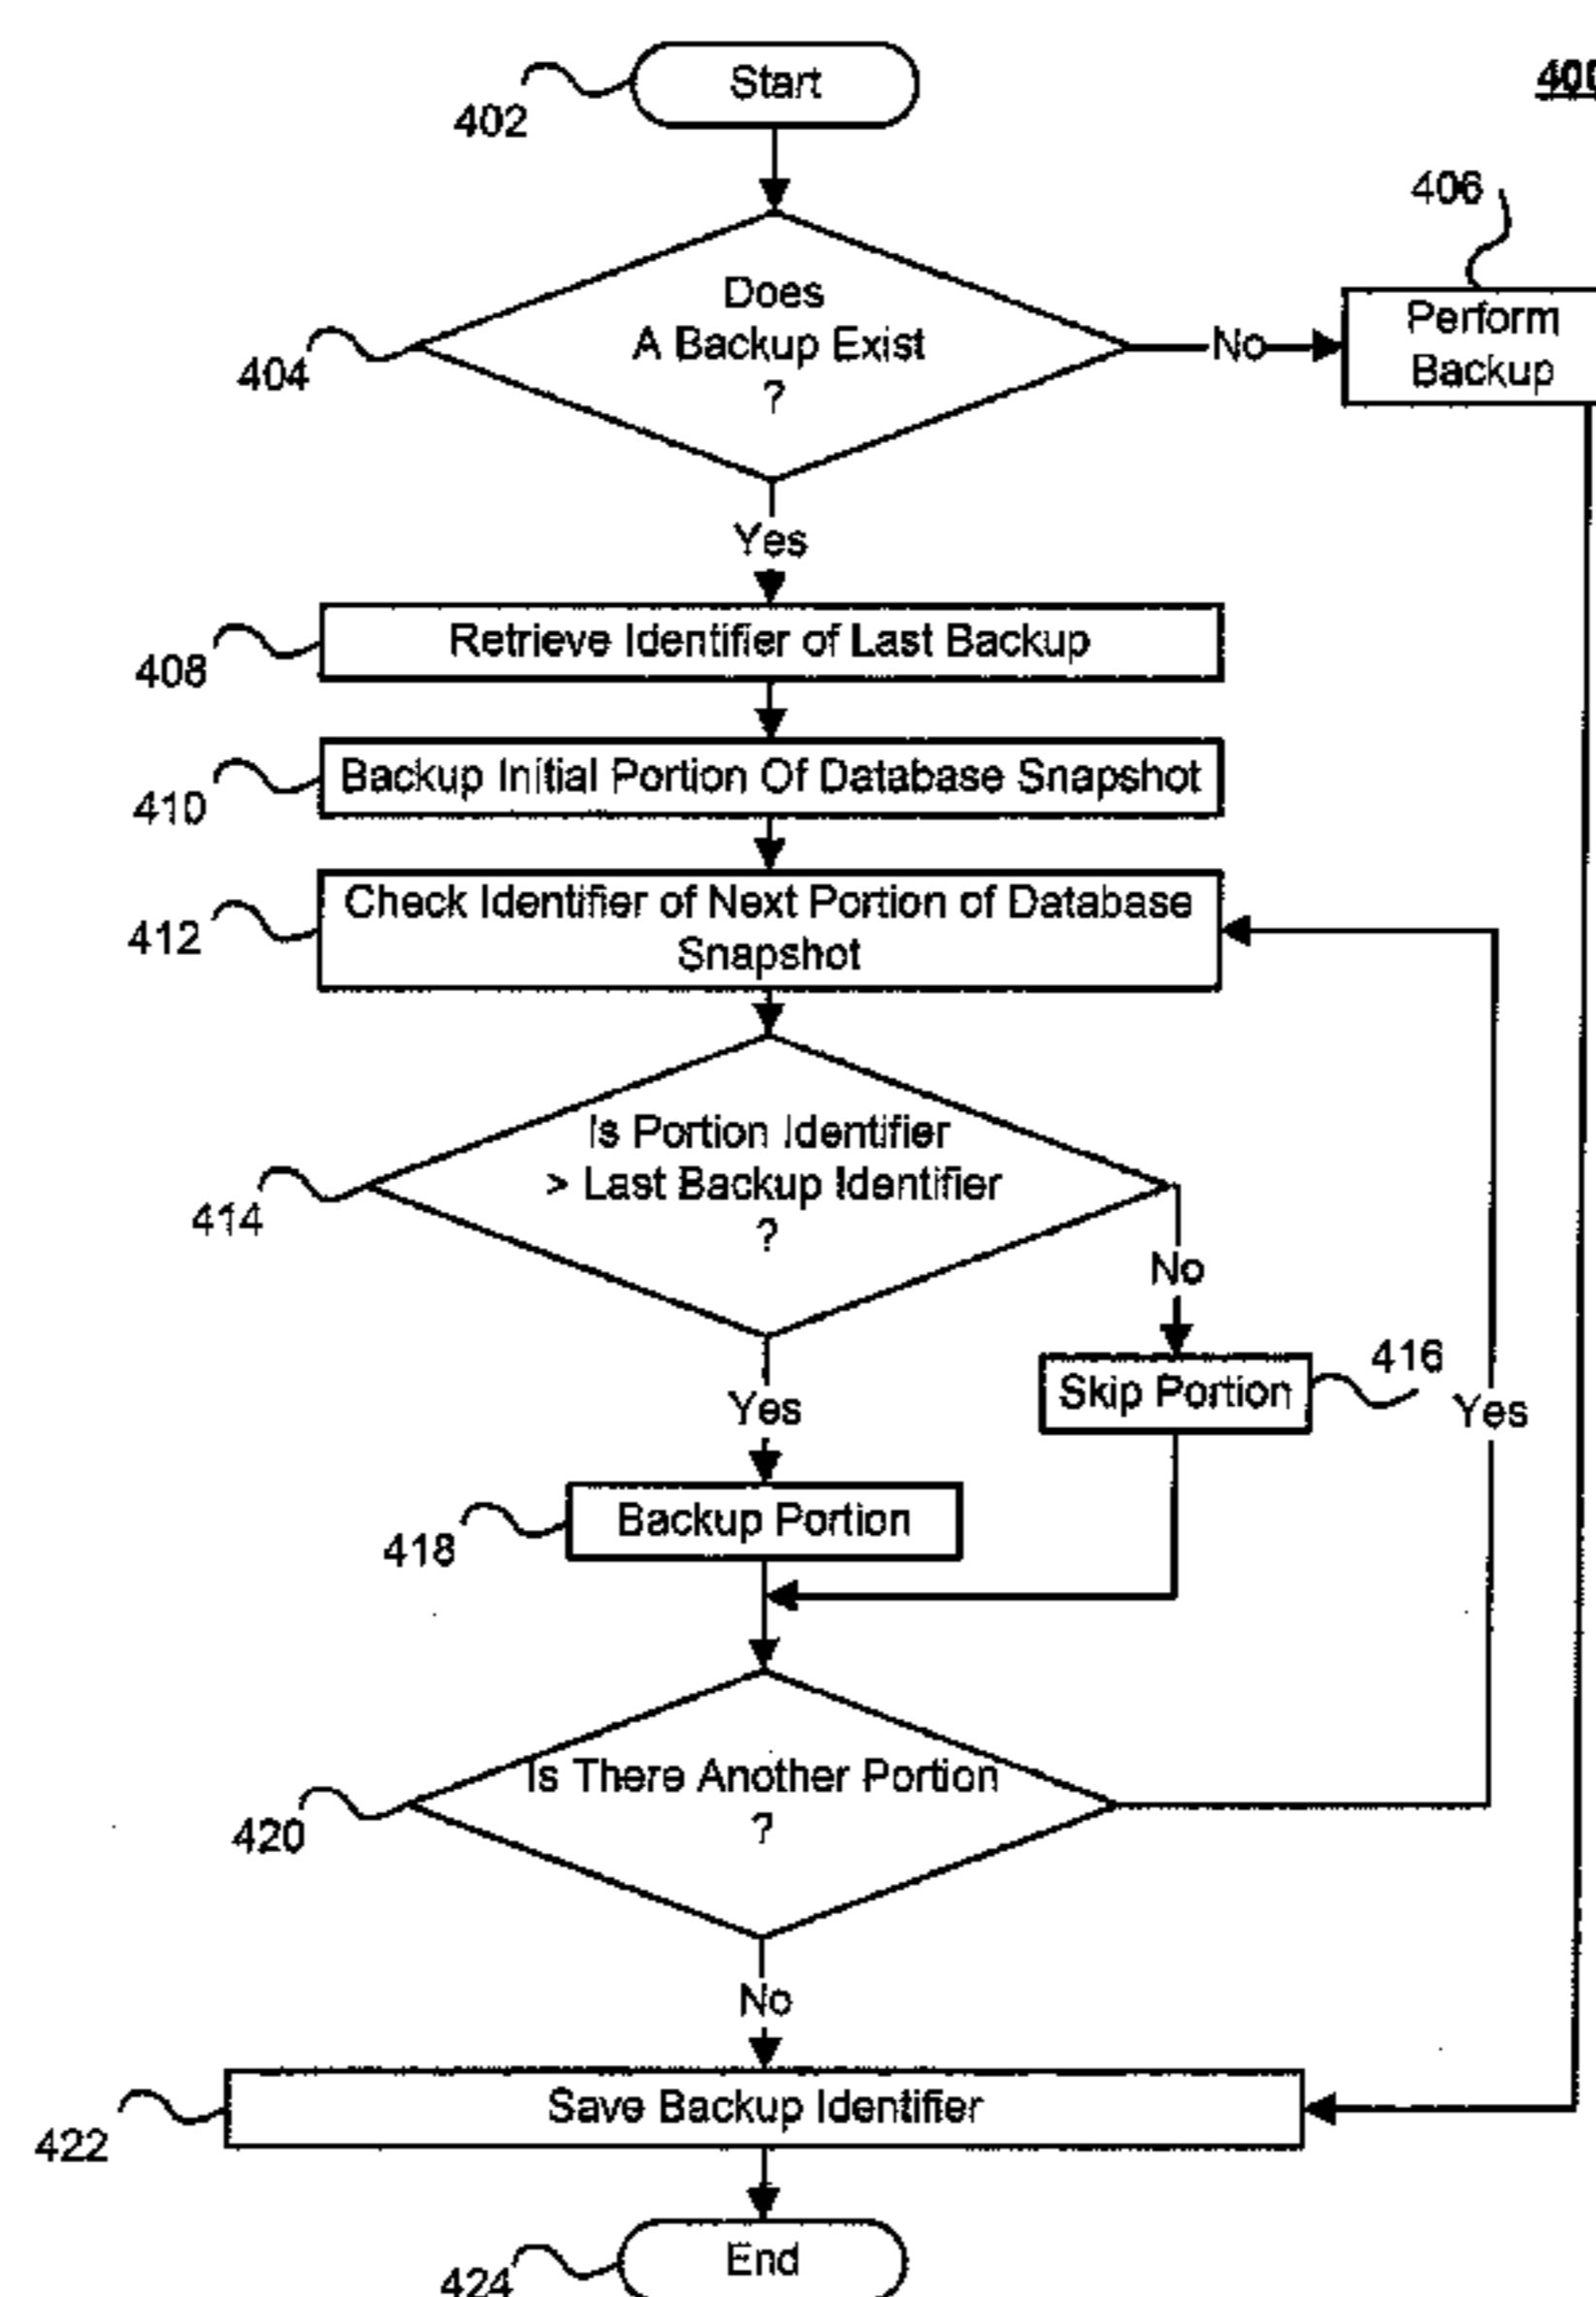 Start
402
400
406
Does
A Backup Exist
?
404
No
Perform
Backup
Yes
Retrieve Identifier of Last Backup
408
Backup Initial Portion Of Database Snapshot
410
Check Identifier of Next Portion of Database
Snapshot
412
Is Portion Identifier
> Last Backup Identifier
?
414
No
416
Skip Portion
Yes
Yes
Backup Portion
418
Is There Another Portion
?
420
No
Save Backup Identifier
422
End
424